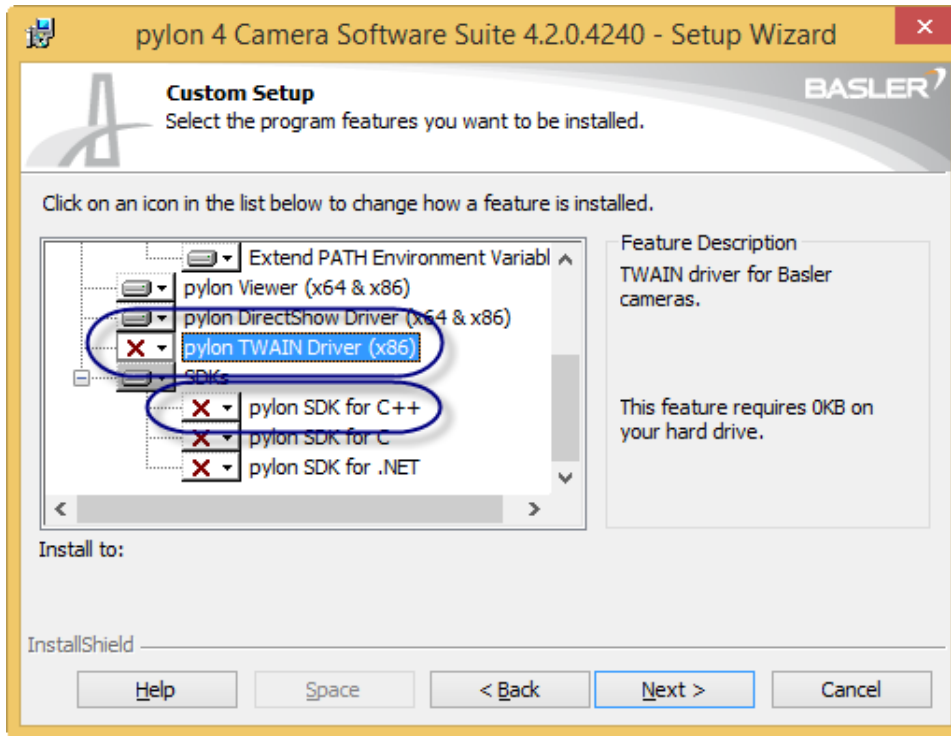 pylon 4 Camera Software Suite 4.2.0.4240 - Setup Wizard
Custom Setup
Select the program features you want to be installed.
BASLER
Click on an icon in the list below to change how a feature is installed.
Extend PATH Environment Variabl
pylon Viewer (x64 & x86)
pylon DirectShow Driver (x64 & x86)
pylon TWAIN Driver (x86)
SDKs
pylon SDK for C++
pylon SDK for C
pylon SDK for .NET
Feature Description
TWAIN driver for Basler
cameras.
This feature requires 0KB on
your hard drive.
Install to:
InstallShield
Help
Space
< Back
Next >
Cancel